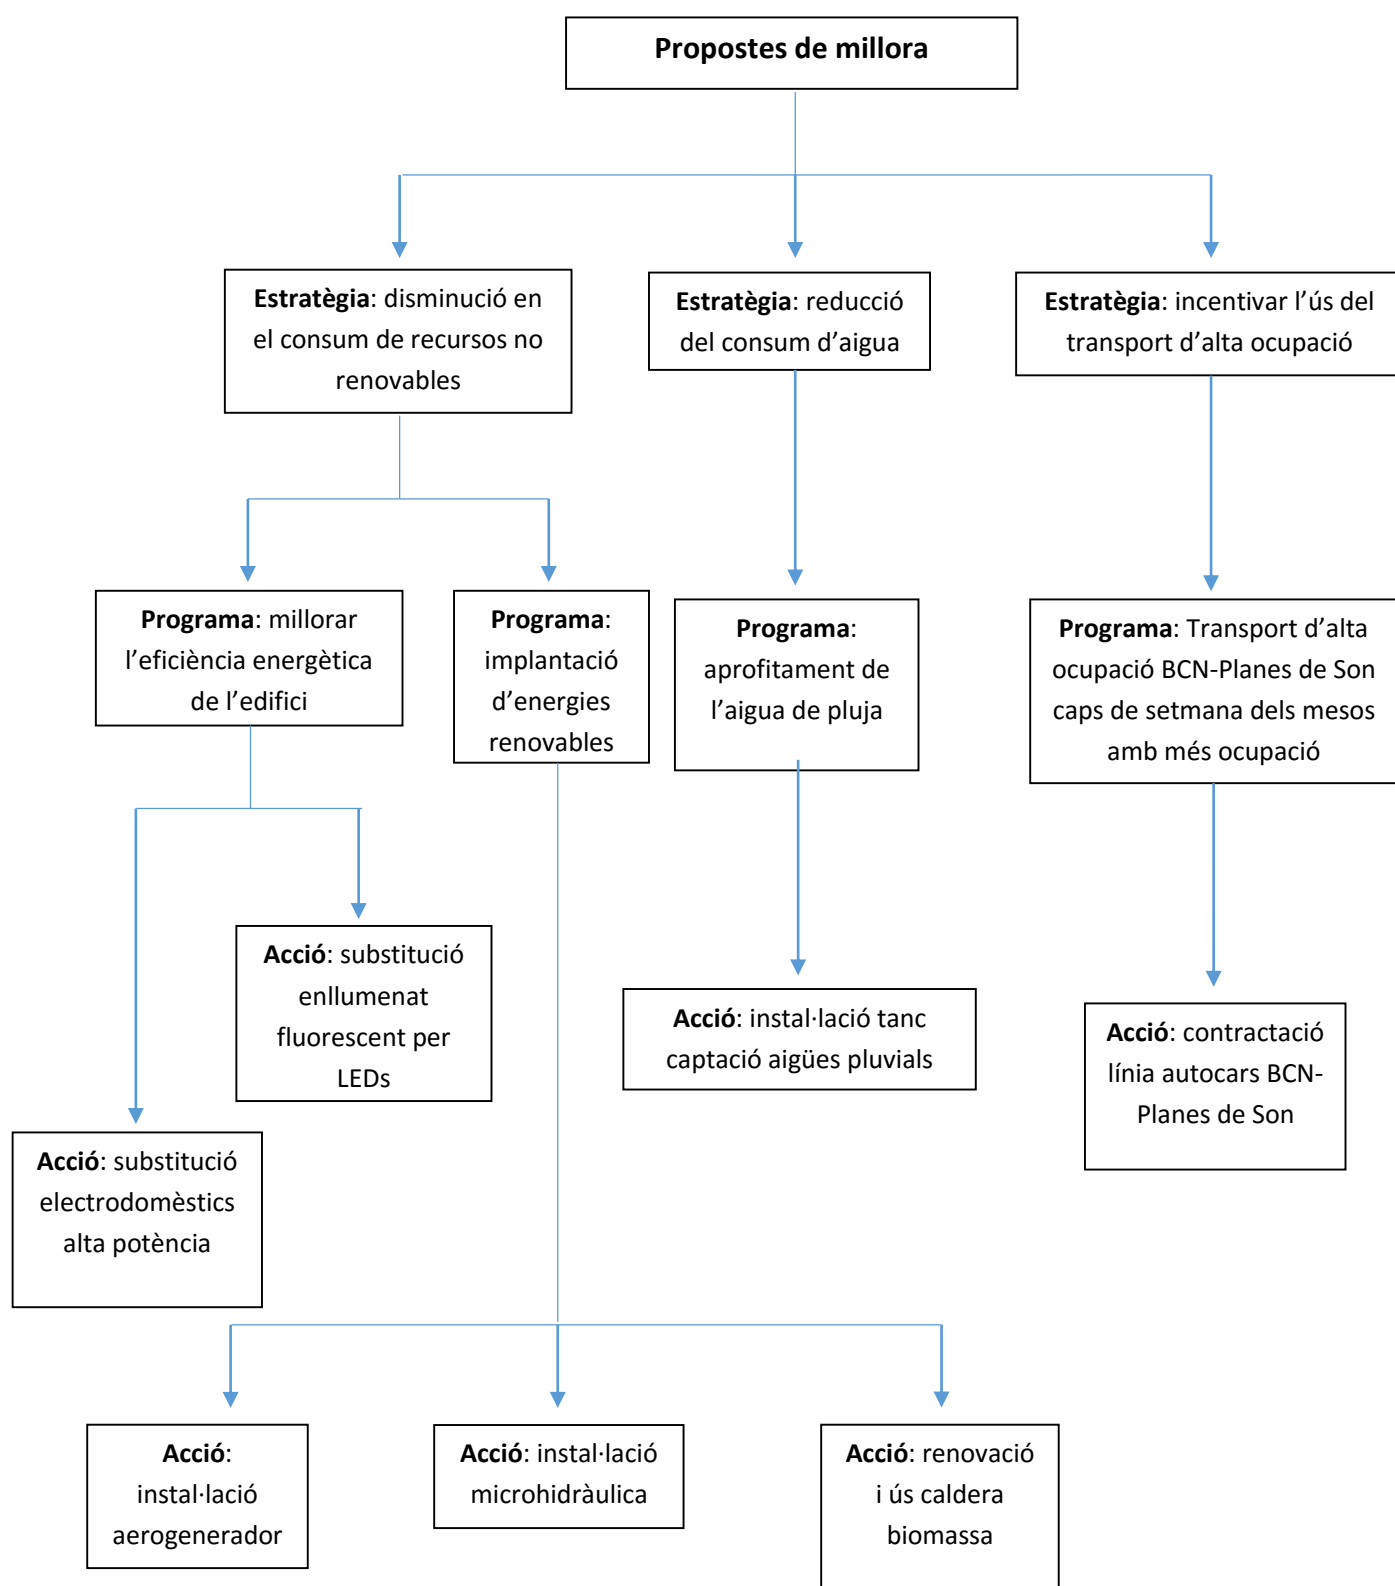 Propostes de millora
Estratègia: disminució en
el consum de recursos no
renovables
Estratègia: reducció
del consum d’aigua
Estratègia: incentivar l’ús del
transport d’alta ocupació
Programa: millorar
l’eficiència energètica
de l’edifici
Programa:
implantació
d’energies
renovables
Programa:
aprofitament de
l’aigua de pluja
Programa: Transport d’alta
ocupació BCN-Planes de Son
caps de setmana dels mesos
amb més ocupació
Acció: substitució
enllumenat
fluorescent per
LEDs
Acció: instal·lació tanc
captació aigües pluvials
Acció: contractació
línia autocars BCN-
Planes de Son
Acció: substitució
electrodomèstics
alta potència
Acció:
instal·lació
aerogenerador
Acció: instal·lació
microhidràulica
Acció: renovació
i ús caldera
biomassa